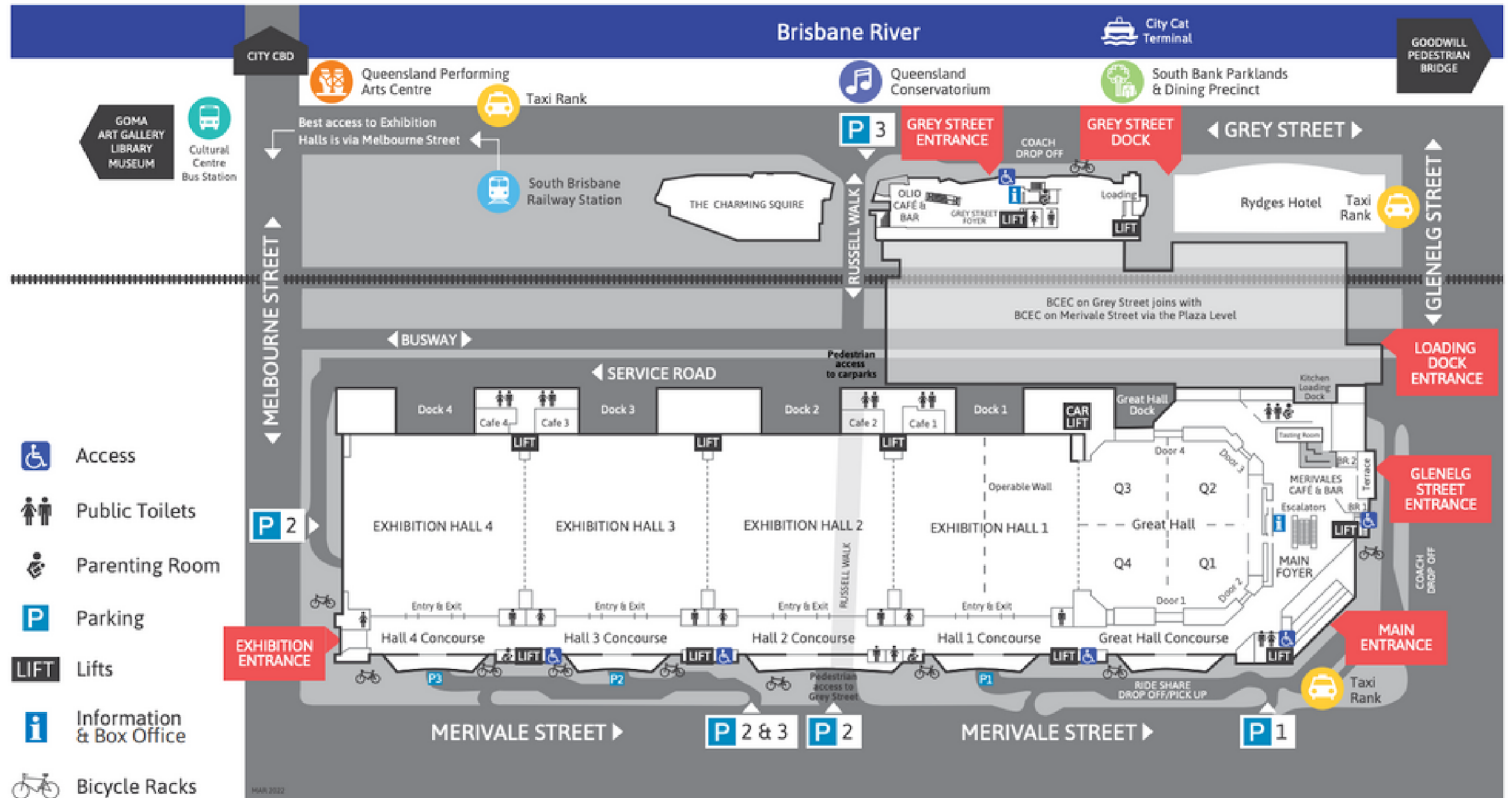 Brisbane River
City Cat
Terminal
CITY CBD
GOODWILL
PEDESTRIAN
BRIDGE
Queensland Performing
Arts Centre
Taxi Rank
Queensland
Conservatorium
South Bank Parklands
& Dining Precinct
GOMA
ART GALLERY
LIBRARY
MUSEUM
Cultural
Centre
Bus Station
Best access to Exhibition
Halls is via Melbourne Street
South Brisbane
Railway Station
P 3
GREY STREET
ENTRANCE
COACH
DROP OFF
GREY STREET
DOCK
GREY STREET
GLENELG STREET
THE CHARMING SQUIRE
RUSSELL WALK
OLIO
CAFÉ &
BAR
GREY STREET
FOYER
LIFT
Loading
LIFT
Rydges Hotel
Taxi
Rank
MELBOURNE STREET
BCEC on Grey Street joins with
BCEC on Merivale Street via the Plaza Level
BUSWAY
SERVICE ROAD
Pedestrian
access
to carparks
LOADING
DOCK
ENTRANCE
Dock 4
Cafe 4
Cafe 3
Dock 3
Dock 2
Cafe 2
Cafe 1
Dock 1
CAR
LIFT
Great Hall
Dock
Kitchen
Loading
Dock
Tasting Room
BR 2
Terrace
MERIVALES
CAFÉ & BAR
BR 1
Escalators
LIFT
MAIN
FOYER
GLENELG
STREET
ENTRANCE
COACH
DROP OFF
LIFT
LIFT
LIFT
P 2
EXHIBITION HALL 4
EXHIBITION HALL 3
EXHIBITION HALL 2
EXHIBITION HALL 1
Operable Wall
RUSSELL WALK
Door 4
Door 3
Q3
Q2
Great Hall
Q4
Q1
Door 1
Door 2
Entry & Exit
Entry & Exit
Entry & Exit
Entry & Exit
Hall 4 Concourse
Hall 3 Concourse
Hall 2 Concourse
Hall 1 Concourse
Great Hall Concourse
EXHIBITION
ENTRANCE
MAIN
ENTRANCE
LIFT
LIFT
LIFT
LIFT
P3
P2
P1
Pedestrian
access to
Grey Street
RIDE SHARE
DROP OFF/PICK UP
Taxi
Rank
MERIVALE STREET
P 2 & 3
P 2
MERIVALE STREET
P 1
Access
Public Toilets
Parenting Room
P Parking
LIFT Lifts
i Information
& Box Office
Bicycle Racks
MAR 2022